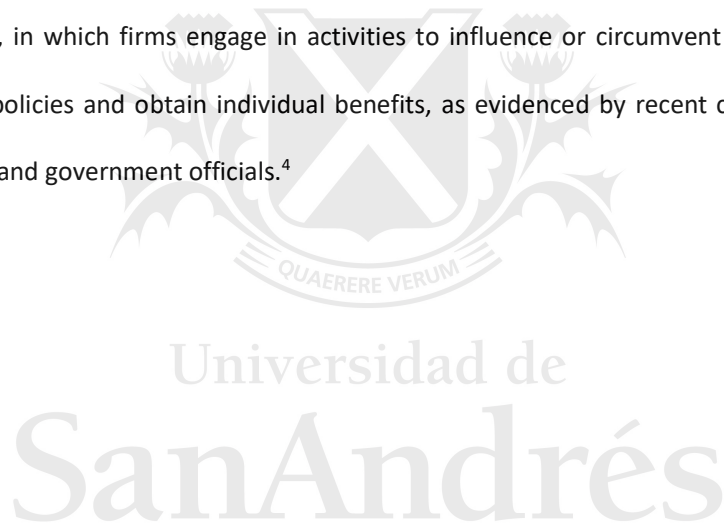 , in which firms engage in activities to influence or circumvent
policies and obtain individual benefits, as evidenced by recent
and government officials.⁴
QUAERERE VERUM
Universidad de
SanAndrés